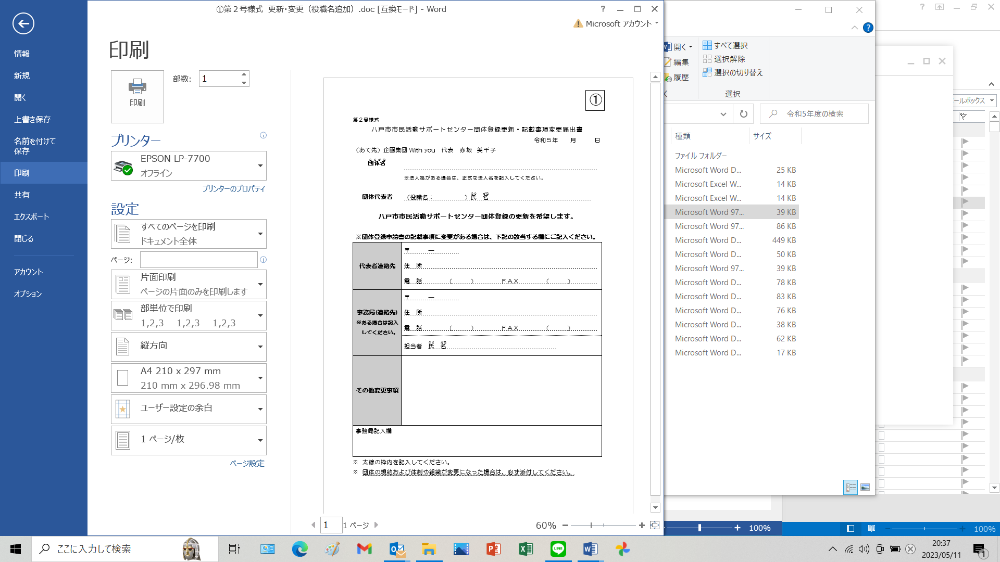 ①第２号様式 更新･変更（役職名追加）.doc [互換モード] - Word
Microsoft アカウント
情報
新規
開く
上書き保存
名前を付けて
保存
印刷
共有
エクスポート
閉じる
アカウント
オプション
印刷
印刷
部数: 1
プリンター
EPSON LP-7700
オフライン
プリンターのプロパティ
設定
すべてのページを印刷
ドキュメント全体
ページ:
片面印刷
ページの片面のみを印刷します
部単位で印刷
1,2,3 1,2,3 1,2,3
縦方向
A4 210 x 297 mm
210 mm x 296.98 mm
ユーザー設定の余白
1 ページ/枚
ページ設定
①
第２号様式
八戸市市民活動サポートセンター団体登録更新・記載事項変更届出書
令和５年 月 日
（あて先）企画集団 With you 代表 赤坂 美千子
団体名
※法人格がある場合は、正式な法人名を記入してください。
団体代表者 （役職名： ）氏 名
八戸市市民活動サポートセンター団体登録の更新を希望します。
※団体登録申請書の記載事項に変更がある場合は、下記の該当する欄にご記入ください。
代表者連絡先
〒 ―
住 所
電 話 （ ） ＦＡＸ （ ）
事務局(連絡先)
※ある場合は記入
してください。
〒 ―
住 所
電 話 （ ） ＦＡＸ （ ）
担当者 氏 名
その他変更事項
事務局記入欄
※ 太線の枠内を記入してください。
※ 団体の規約および体制や組織が変更になった場合は、必ず添付してください。
1 1 ページ
60%
開く
編集
履歴
すべて選択
選択解除
選択の切り替え
選択
令和5年度の検索
種類 サイズ
ファイル フォルダー
Microsoft Word D... 25 KB
Microsoft Excel W... 14 KB
Microsoft Excel W... 14 KB
Microsoft Word 97... 39 KB
Microsoft Word 97... 86 KB
Microsoft Word D... 449 KB
Microsoft Word D... 50 KB
Microsoft Word 97... 39 KB
Microsoft Word D... 78 KB
Microsoft Word D... 83 KB
Microsoft Word D... 76 KB
Microsoft Word D... 38 KB
Microsoft Word D... 62 KB
Microsoft Word D... 17 KB
ールボックス
100%
100%
ここに入力して検索
LINE
20:37
2023/05/11
1